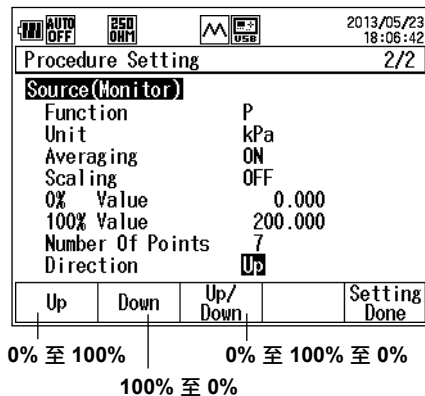 AUTO OFF 250 OHM USB 2013/05/23 18:06:42
Procedure Setting 2/2
Source(Monitor)
Function P
Unit kPa
Averaging ON
Scaling OFF
0% Value 0.000
100% Value 200.000
Number Of Points 7
Direction Up
Up Down Up/Down Setting Done
0% 至 100% 0% 至 100% 至 0%
100% 至 0%